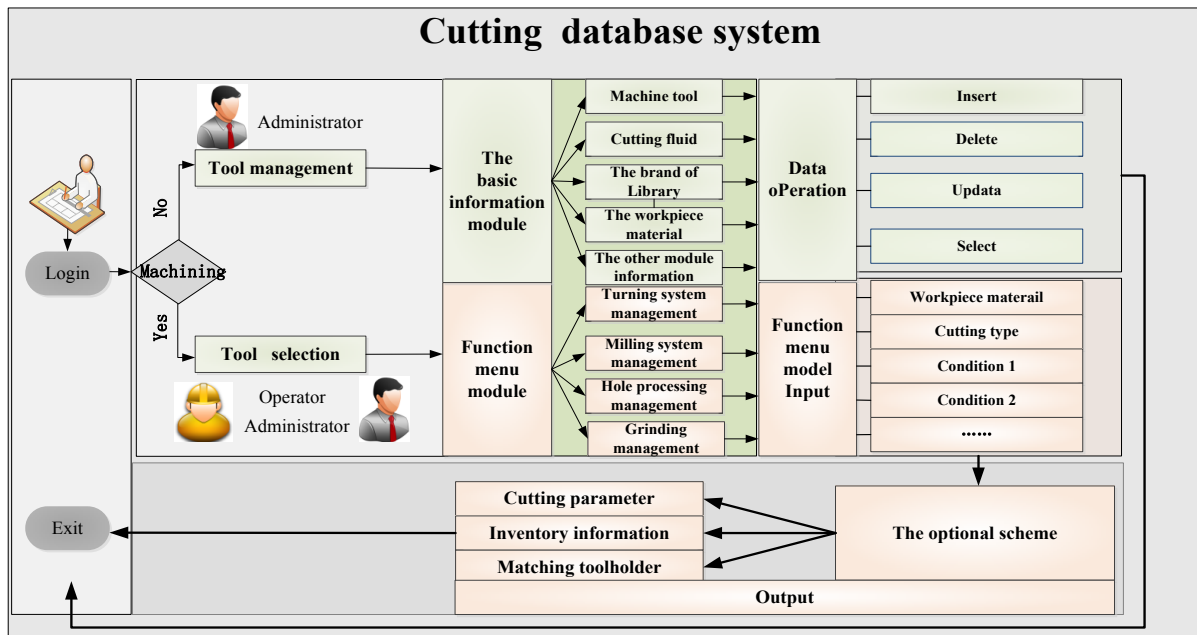 Cutting database system
Administrator
Tool management
No
Login
Machining
Yes
Tool selection
Operator
Administrator
The
basic
information
module
Function
menu
module
Machine tool
Cutting fluid
The brand of
Library
The workpiece
material
The other module
information
Turning system
management
Milling system
management
Hole processing
management
Grinding
management
Data
oPeration
Function
menu
model
Input
Insert
Delete
Updata
Select
Workpiece materail
Cutting type
Condition 1
Condition 2
......
The optional scheme
Cutting parameter
Inventory information
Matching toolholder
Output
Exit